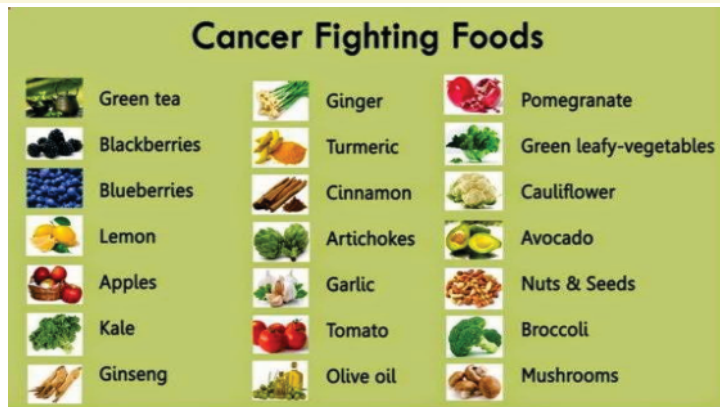 Cancer Fighting Foods
Green tea
Blackberries
Blueberries
Lemon
Apples
Kale
Ginseng
Ginger
Turmeric
Cinnamon
Artichokes
Garlic
Tomato
Olive oil
Pomegranate
Green leafy-vegetables
Cauliflower
Avocado
Nuts & Seeds
Broccoli
Mushrooms